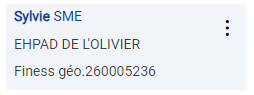 Sylvie SME
EHPAD DE L'OLIVIER
Finess géo.260005236